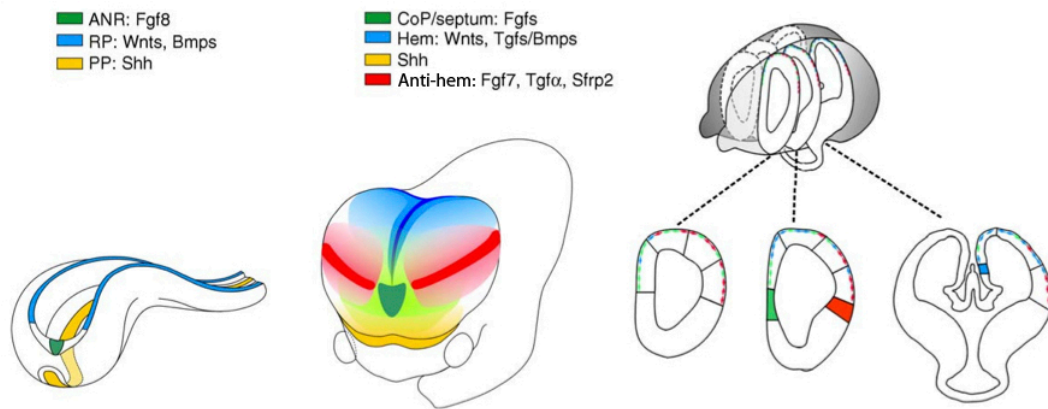 ANR: Fgf8
RP: Wnts, Bmps
PP: Shh
CoP/septum: Fgfs
Hem: Wnts, Tgfs/Bmps
Shh
Anti-hem: Fgf7, Tgfα, Sfrp2